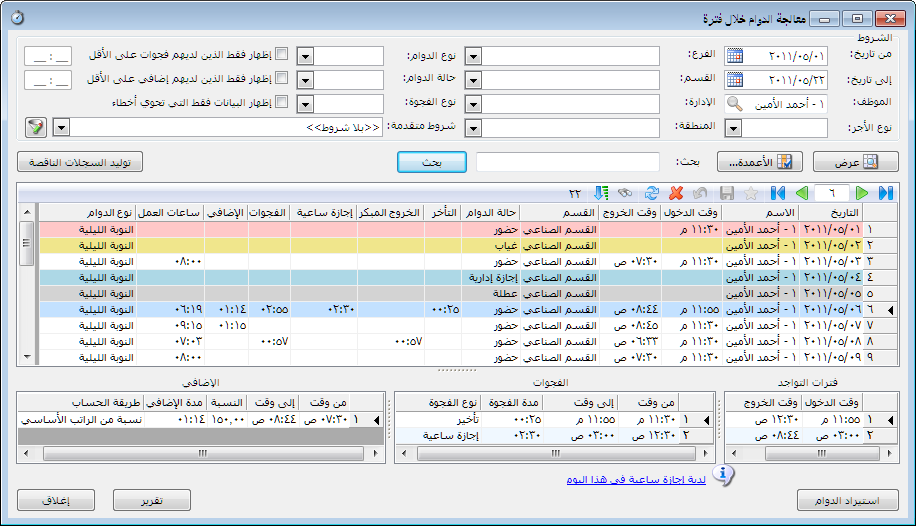 معالجة الدوام خلال فترة
الشروط
من تاريخ: ٢٠١١/٠٥/٠١ الفرع: نوع الدوام: إظهار فقط الذين لديهم فجوات على الأقل __ : __
إلى تاريخ: ٢٠١١/٠٥/٢٢ القسم: حالة الدوام: إظهار فقط الذين لديهم إضافي على الأقل __ : __
الموظف: ١ - أحمد الأمين الإدارة: نوع الفجوة: إظهار البيانات فقط التي تحوي أخطاء
نوع الأجر: المنطقة: شروط متقدمة: <<بلا شروط>>
عرض الأعمدة... بحث: بحث توليد السجلات الناقصة
٦ ٢٢
التاريخ الاسم وقت الدخول وقت الخروج القسم حالة الدوام التأخر الخروج المبكر إجازة ساعية الفجوات الإضافي ساعات العمل نوع الدوام
١ ٢٠١١/٠٥/٠١ ١ - أحمد الأمين ١١:٣٠ م القسم الصناعي حضور النوبة الليلية
٢ ٢٠١١/٠٥/٠٢ ١ - أحمد الأمين القسم الصناعي غياب النوبة الليلية
٣ ٢٠١١/٠٥/٠٣ ١ - أحمد الأمين ١١:٣٠ م ٠٧:٣٠ ص القسم الصناعي حضور ٠٨:٠٠ النوبة الليلية
٤ ٢٠١١/٠٥/٠٤ ١ - أحمد الأمين القسم الصناعي إجازة إدارية النوبة الليلية
٥ ٢٠١١/٠٥/٠٥ ١ - أحمد الأمين القسم الصناعي عطلة النوبة الليلية
٦ ٢٠١١/٠٥/٠٦ ١ - أحمد الأمين ١١:٥٥ م ٠٨:٤٤ ص القسم الصناعي حضور ٠٠:٢٥ ٠٢:٣٠ ٠٢:٥٥ ٠١:١٤ ٠٦:١٩ النوبة الليلية
٧ ٢٠١١/٠٥/٠٧ ١ - أحمد الأمين ١١:٣٠ م ٠٨:٤٥ ص القسم الصناعي حضور ٠١:١٥ ٠٩:١٥ النوبة الليلية
٨ ٢٠١١/٠٥/٠٨ ١ - أحمد الأمين ١١:٣٠ م ٠٦:٣٣ ص القسم الصناعي حضور ٠٠:٥٧ ٠٠:٥٧ ٠٧:٠٣ النوبة الليلية
٩ ٢٠١١/٠٥/٠٩ ١ - أحمد الأمين ١١:٣٠ م ٠٧:٣٠ ص القسم الصناعي حضور ٠٨:٠٠ النوبة الليلية
فترات التواجد
وقت الدخول وقت الخروج
١ ١١:٥٥ م ١٢:٣٠ ص
٢ ٠٣:٠٠ ص ٠٨:٤٤ ص
الفجوات
من وقت إلى وقت مدة الفجوة نوع الفجوة
١ ١١:٣٠ م ١١:٥٥ م ٠٠:٢٥ تأخير
٢ ١٢:٣٠ ص ٠٣:٠٠ ص ٠٢:٣٠ إجازة ساعية
الإضافي
من وقت إلى وقت مدة الإضافي النسبة طريقة الحساب
١ ٠٧:٣٠ ص ٠٨:٤٤ ص ٠١:١٤ ١٥٠,٠٠ نسبة من الراتب الأساسي
لديه إجازة ساعية في هذا اليوم
استيراد الدوام تقرير إغلاق